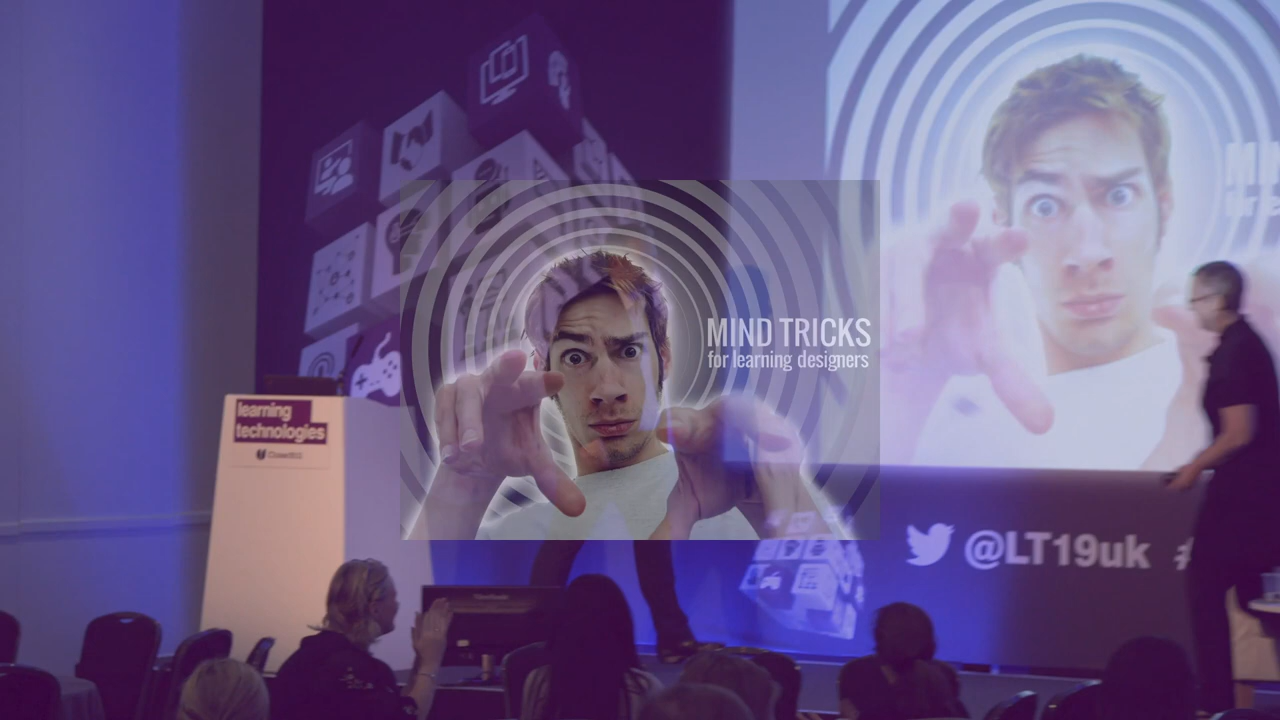 MIND TRICKS
for learning designers
learning
technologies
@LT19uk